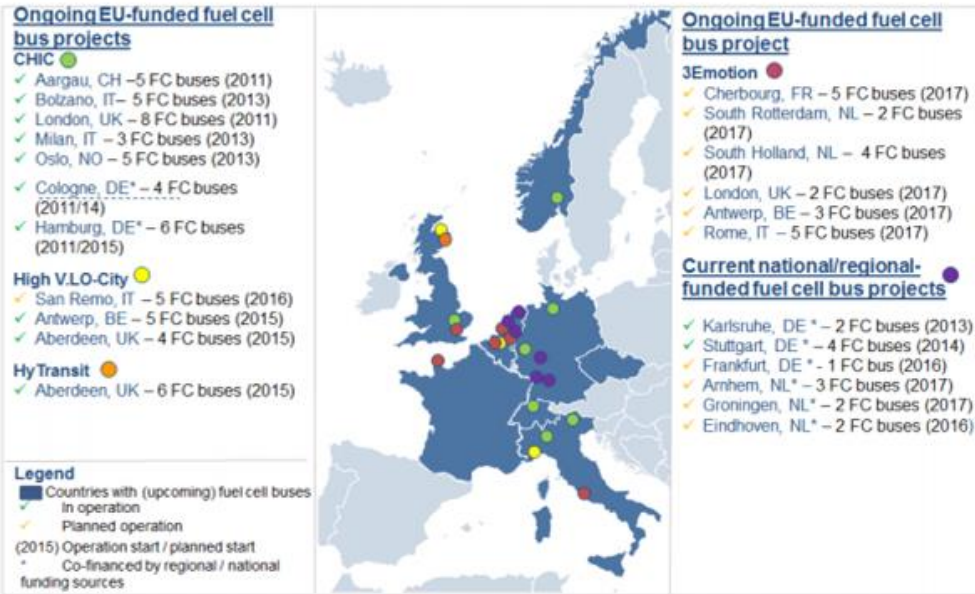 Ongoing EU-funded fuel cell
bus projects
CHIC
✓ Aargau, CH –5 FC buses (2011)
✓ Bolzano, IT– 5 FC buses (2013)
✓ London, UK – 8 FC buses (2011)
✓ Milan, IT – 3 FC buses (2013)
✓ Oslo, NO – 5 FC buses (2013)
✓ Cologne, DE* – 4 FC buses
(2011/14)
✓ Hamburg, DE* – 6 FC buses
(2011/2015)
High V.LO-City
✓ San Remo, IT – 5 FC buses (2016)
✓ Antwerp, BE – 5 FC buses (2015)
✓ Aberdeen, UK – 4 FC buses (2015)
HyTransit
✓ Aberdeen, UK – 6 FC buses (2015)
Legend
Countries with (upcoming) fuel cell buses
✓ In operation
✓ Planned operation
(2015) Operation start / planned start
* Co-financed by regional / national
funding sources
Ongoing EU-funded fuel cell
bus project
3Emotion
✓ Cherbourg, FR – 5 FC buses (2017)
✓ South Rotterdam, NL – 2 FC buses
(2017)
✓ South Holland, NL – 4 FC buses
(2017)
✓ London, UK – 2 FC buses (2017)
✓ Antwerp, BE – 3 FC buses (2017)
✓ Rome, IT – 5 FC buses (2017)
Current national/regional-
funded fuel cell bus projects
✓ Karlsruhe, DE * – 2 FC buses (2013)
✓ Stuttgart, DE * – 4 FC buses (2014)
✓ Frankfurt, DE * - 1 FC bus (2016)
✓ Arnhem, NL* – 3 FC buses (2017)
✓ Groningen, NL* – 2 FC buses (2017)
✓ Eindhoven, NL* – 2 FC buses (2016)